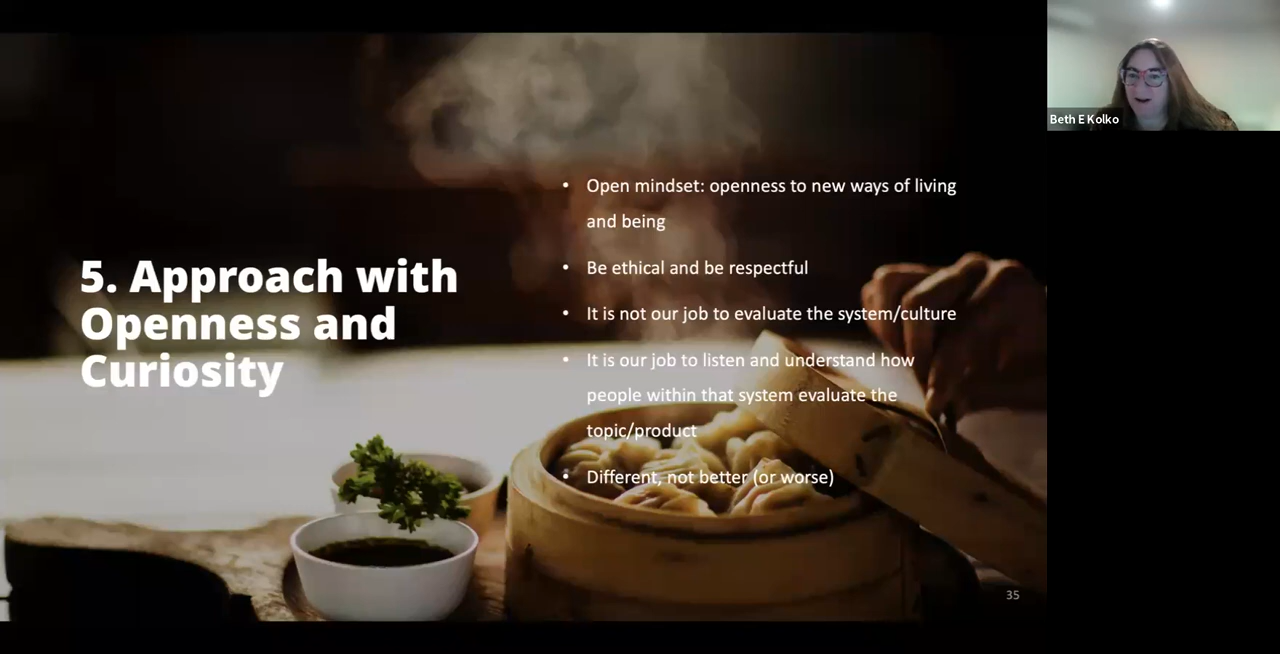 5. Approach with
Openness and
Curiosity
• Open mindset: openness to new ways of living
and being
• Be ethical and be respectful
• It is not our job to evaluate the system/culture
• It is our job to listen and understand how
people within that system evaluate the
topic/product
• Different, not better (or worse)
35
Beth E Kolko